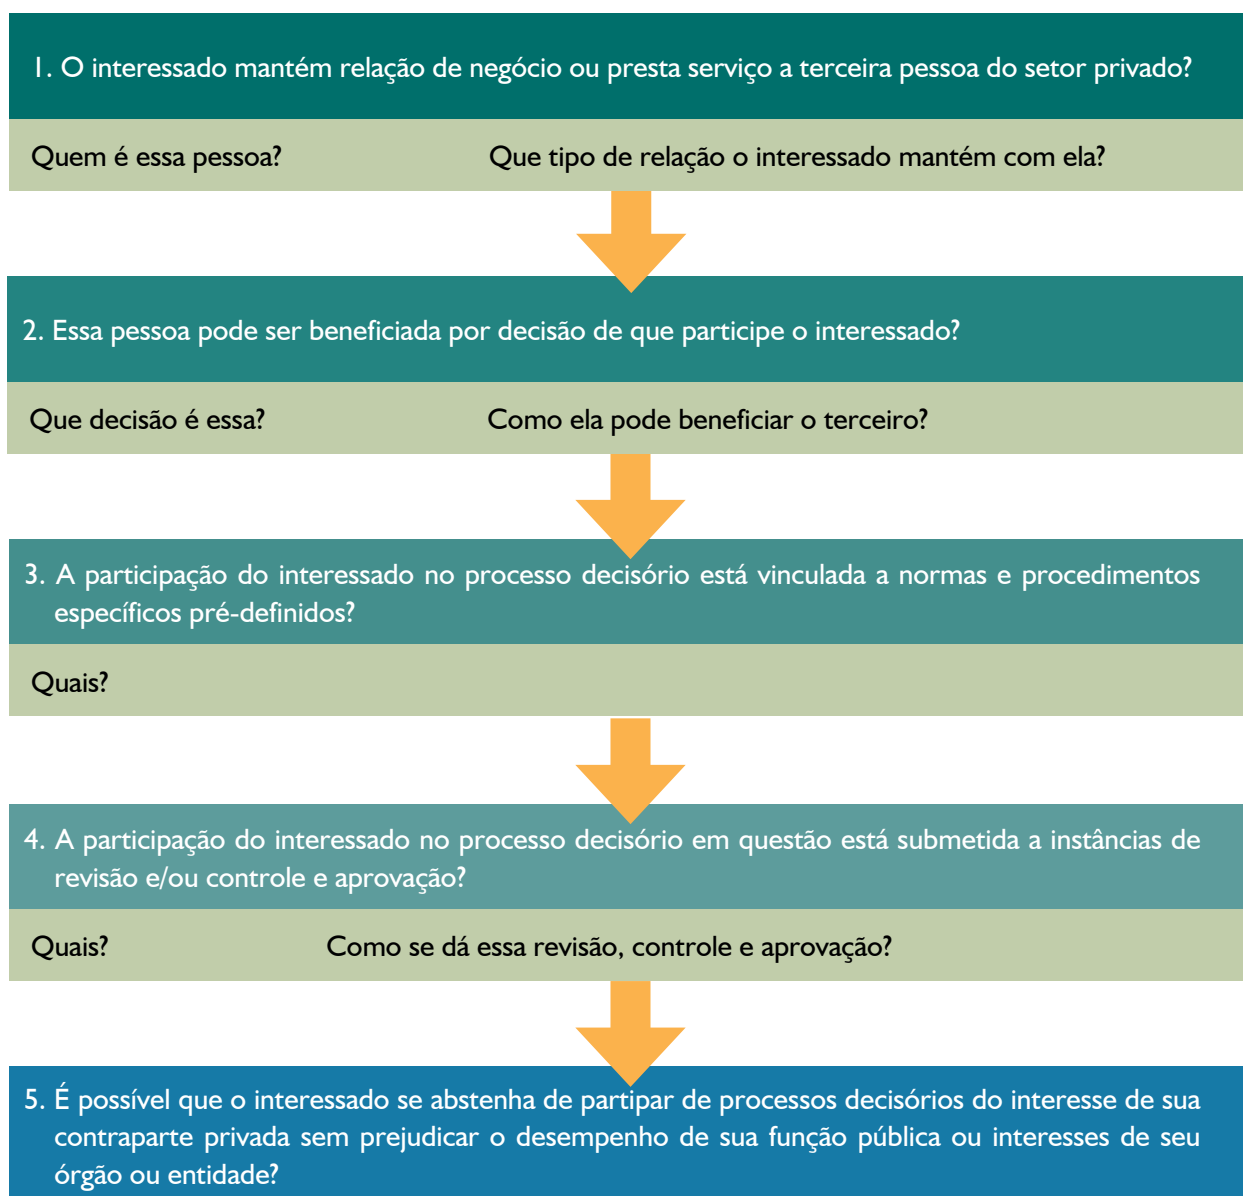 1. O interessado mantém relação de negócio ou presta serviço a terceira pessoa do setor privado?
Quem é essa pessoa? Que tipo de relação o interessado mantém com ela?
2. Essa pessoa pode ser beneficiada por decisão de que participe o interessado?
Que decisão é essa? Como ela pode beneficiar o terceiro?
3. A participação do interessado no processo decisório está vinculada a normas e procedimentos
específicos pré-definidos?
Quais?
4. A participação do interessado no processo decisório em questão está submetida a instâncias de
revisão e/ou controle e aprovação?
Quais? Como se dá essa revisão, controle e aprovação?
5. É possível que o interessado se abstenha de partipar de processos decisórios do interesse de sua
contraparte privada sem prejudicar o desempenho de sua função pública ou interesses de seu
órgão ou entidade?